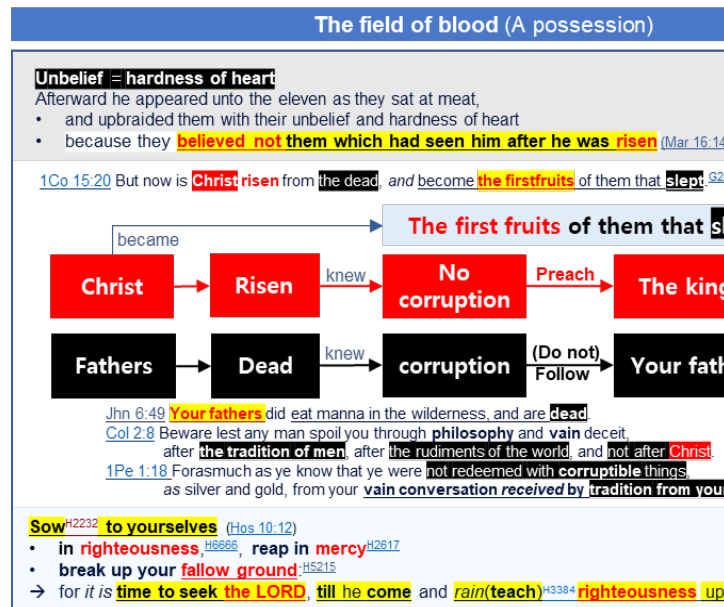 The field of blood (A possession)
Unbelief = hardness of heart
Afterward he appeared unto the eleven as they sat at meat,
• and upbraided them with their unbelief and hardness of heart
• because they believed not them which had seen him after he was risen (Mar 16:14
1Co 15:20 But now is Christ risen from the dead, and become the firstfruits of them that slept.G2
The first fruits of them that sl
became
Christ
Risen
knew
No corruption
Preach
The king
Fathers
Dead
knew
corruption
(Do not) Follow
Your fath
Jhn 6:49 Your fathers did eat manna in the wilderness, and are dead.
Col 2:8 Beware lest any man spoil you through philosophy and vain deceit,
after the tradition of men, after the rudiments of the world, and not after Christ.
1Pe 1:18 Forasmuch as ye know that ye were not redeemed with corruptible things,
as silver and gold, from your vain conversation received by tradition from your
Sow H2232 to yourselves (Hos 10:12)
• in righteousness,H6666, reap in mercy H2617
• break up your fallow ground:H5215
→ for it is time to seek the LORD, till he come and rain(teach)H3384 righteousness up